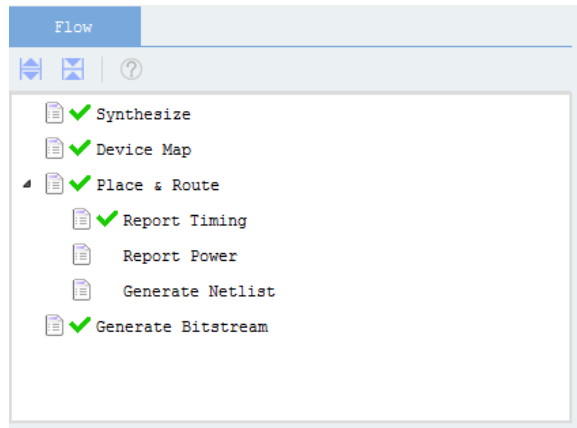 Flow
Synthesize
Device Map
Place & Route
Report Timing
Report Power
Generate Netlist
Generate Bitstream